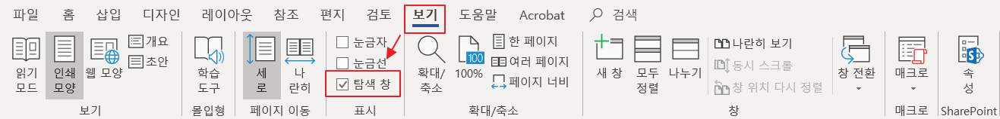 파일 홈 삽입 디자인 레이아웃 참조 편지 검토 보기 도움말 Acrobat 검색
읽기
모드
인쇄
모양
웹 모양
개요
초안
보기
학습
도구
몰입형
세
로
나
란히
페이지 이동
눈금자
눈금선
탐색 창
표시
확대/
축소
100
100%
한 페이지
여러 페이지
페이지 너비
확대/축소
새 창
모두
정렬
나누기
나란히 보기
동시 스크롤
창 위치 다시 정렬
창 전환
창
매크로
매크로
S
속
성
SharePoint